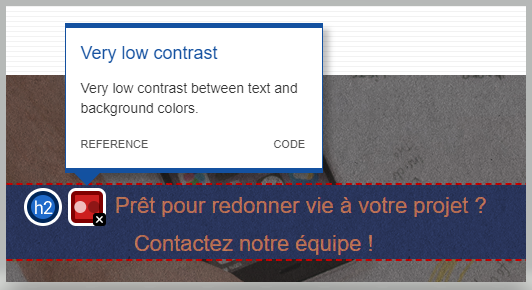 Very low contrast
Very low contrast between text and
background colors.
REFERENCE CODE
h2
Prêt pour redonner vie à votre projet ?
Contactez notre équipe !